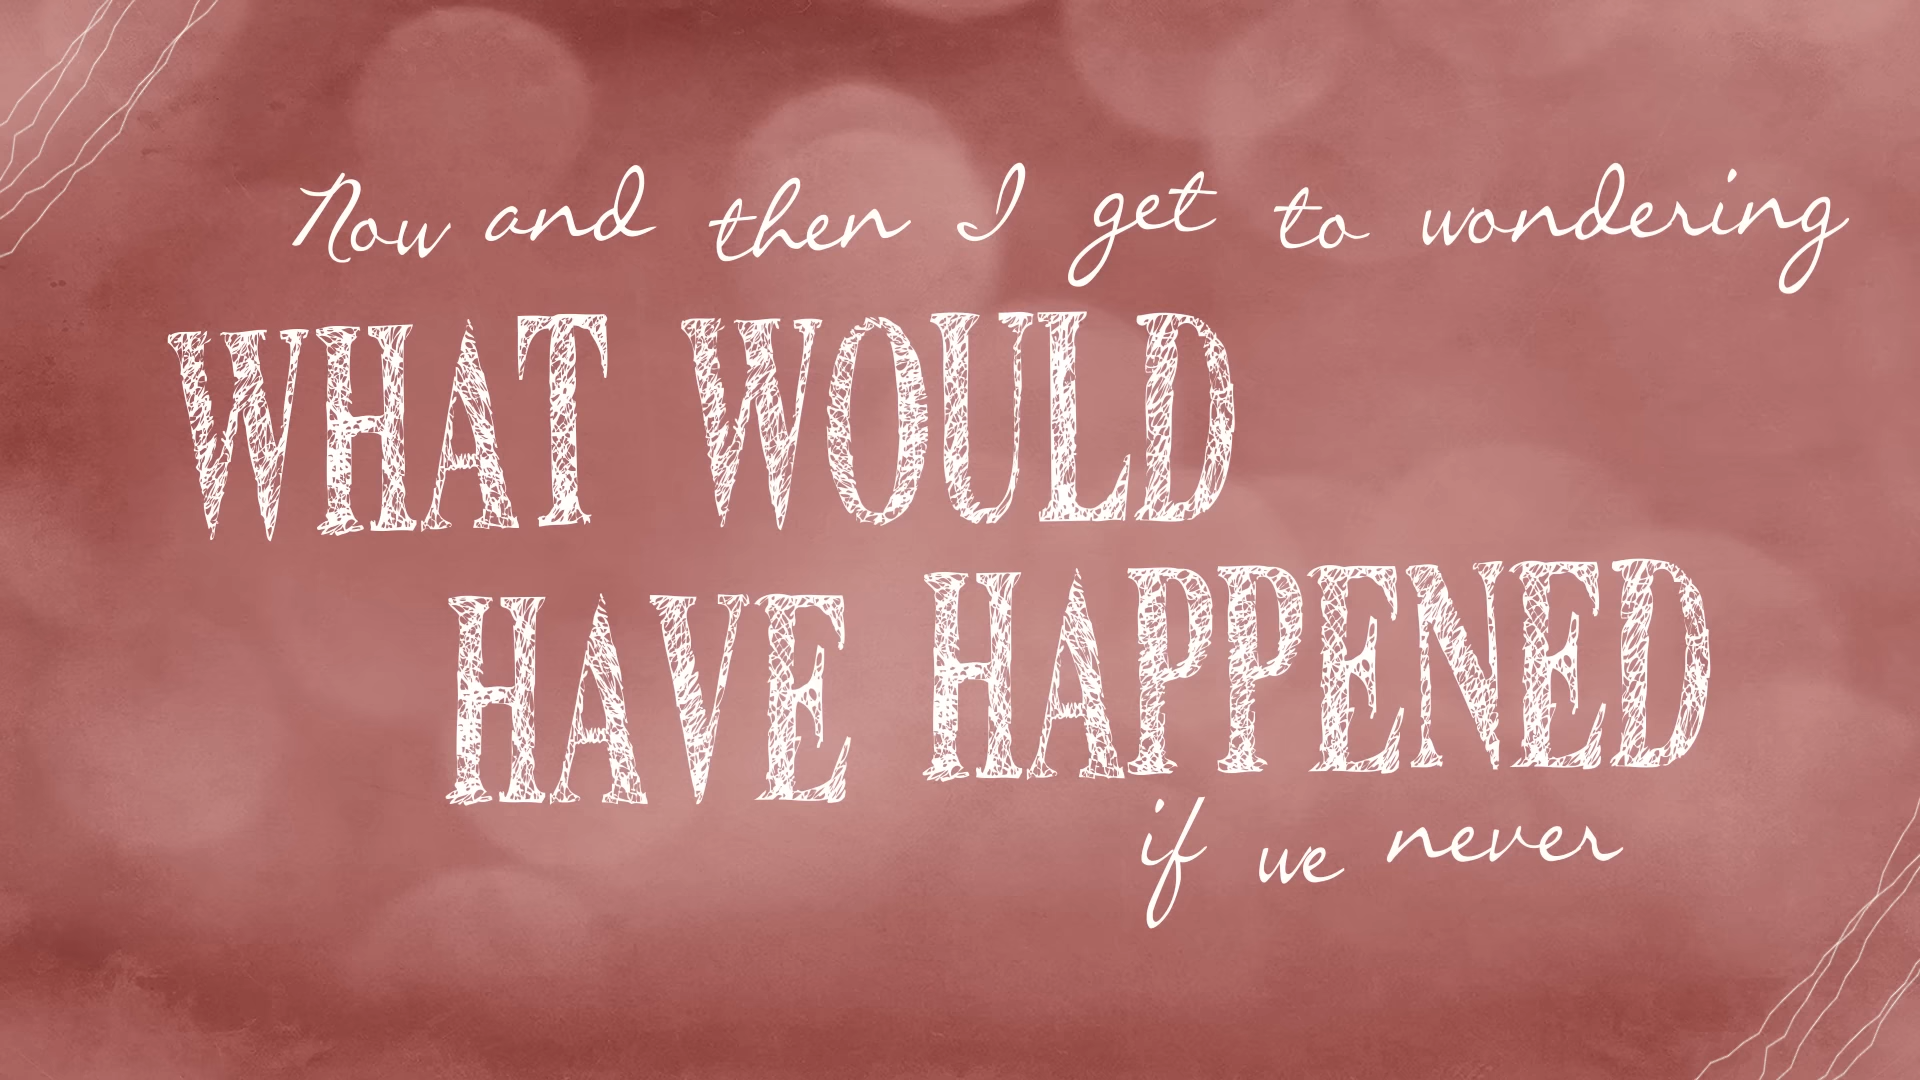 Now and then I get to wondering
WHAT WOULD
HAVE HAPPENED
if we never